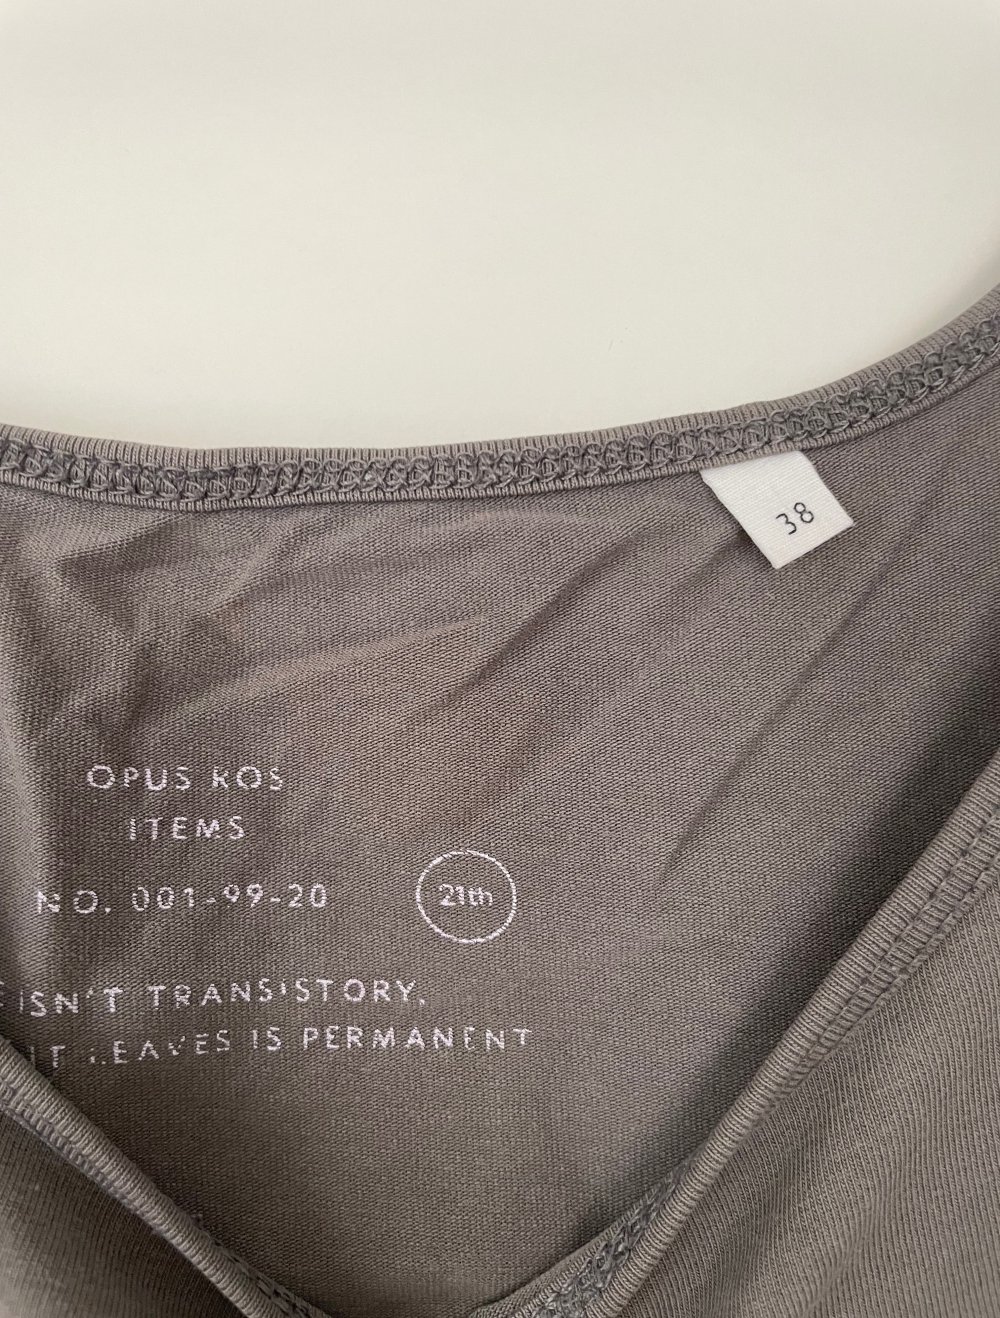 38
OPUS KOS
ITEMS
NO. 001-99-20
21th
ISN'T TRANSISTORY,
IT LEAVES IS PERMANENT